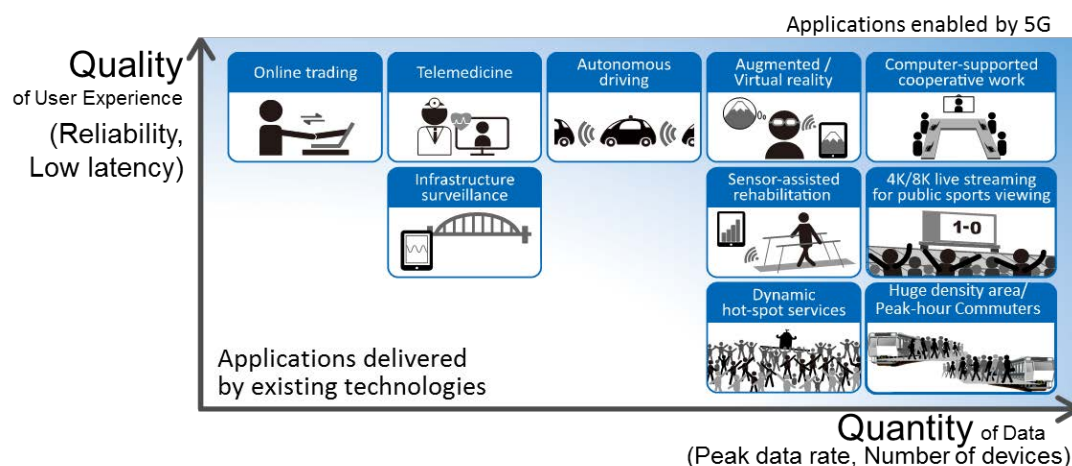 Applications enabled by 5G
Quality
of User Experience
(Reliability,
Low latency)
Online trading
Telemedicine
Autonomous
driving
Augmented /
Virtual reality
Computer-supported
cooperative work
Infrastructure
surveillance
Sensor-assisted
rehabilitation
4K/8K live streaming
for public sports viewing
1-0
Dynamic
hot-spot services
Huge density area/
Peak-hour Commuters
Applications delivered
by existing technologies
Quantity of Data
(Peak data rate, Number of devices)